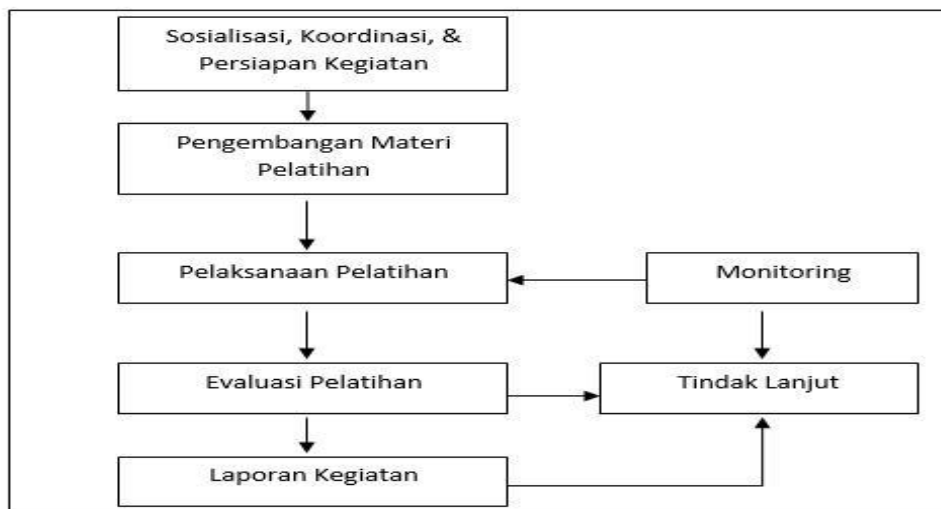 Sosialisasi, Koordinasi, &
Persiapan Kegiatan
Pengembangan Materi
Pelatihan
Pelaksanaan Pelatihan
Monitoring
Evaluasi Pelatihan
Tindak Lanjut
Laporan Kegiatan